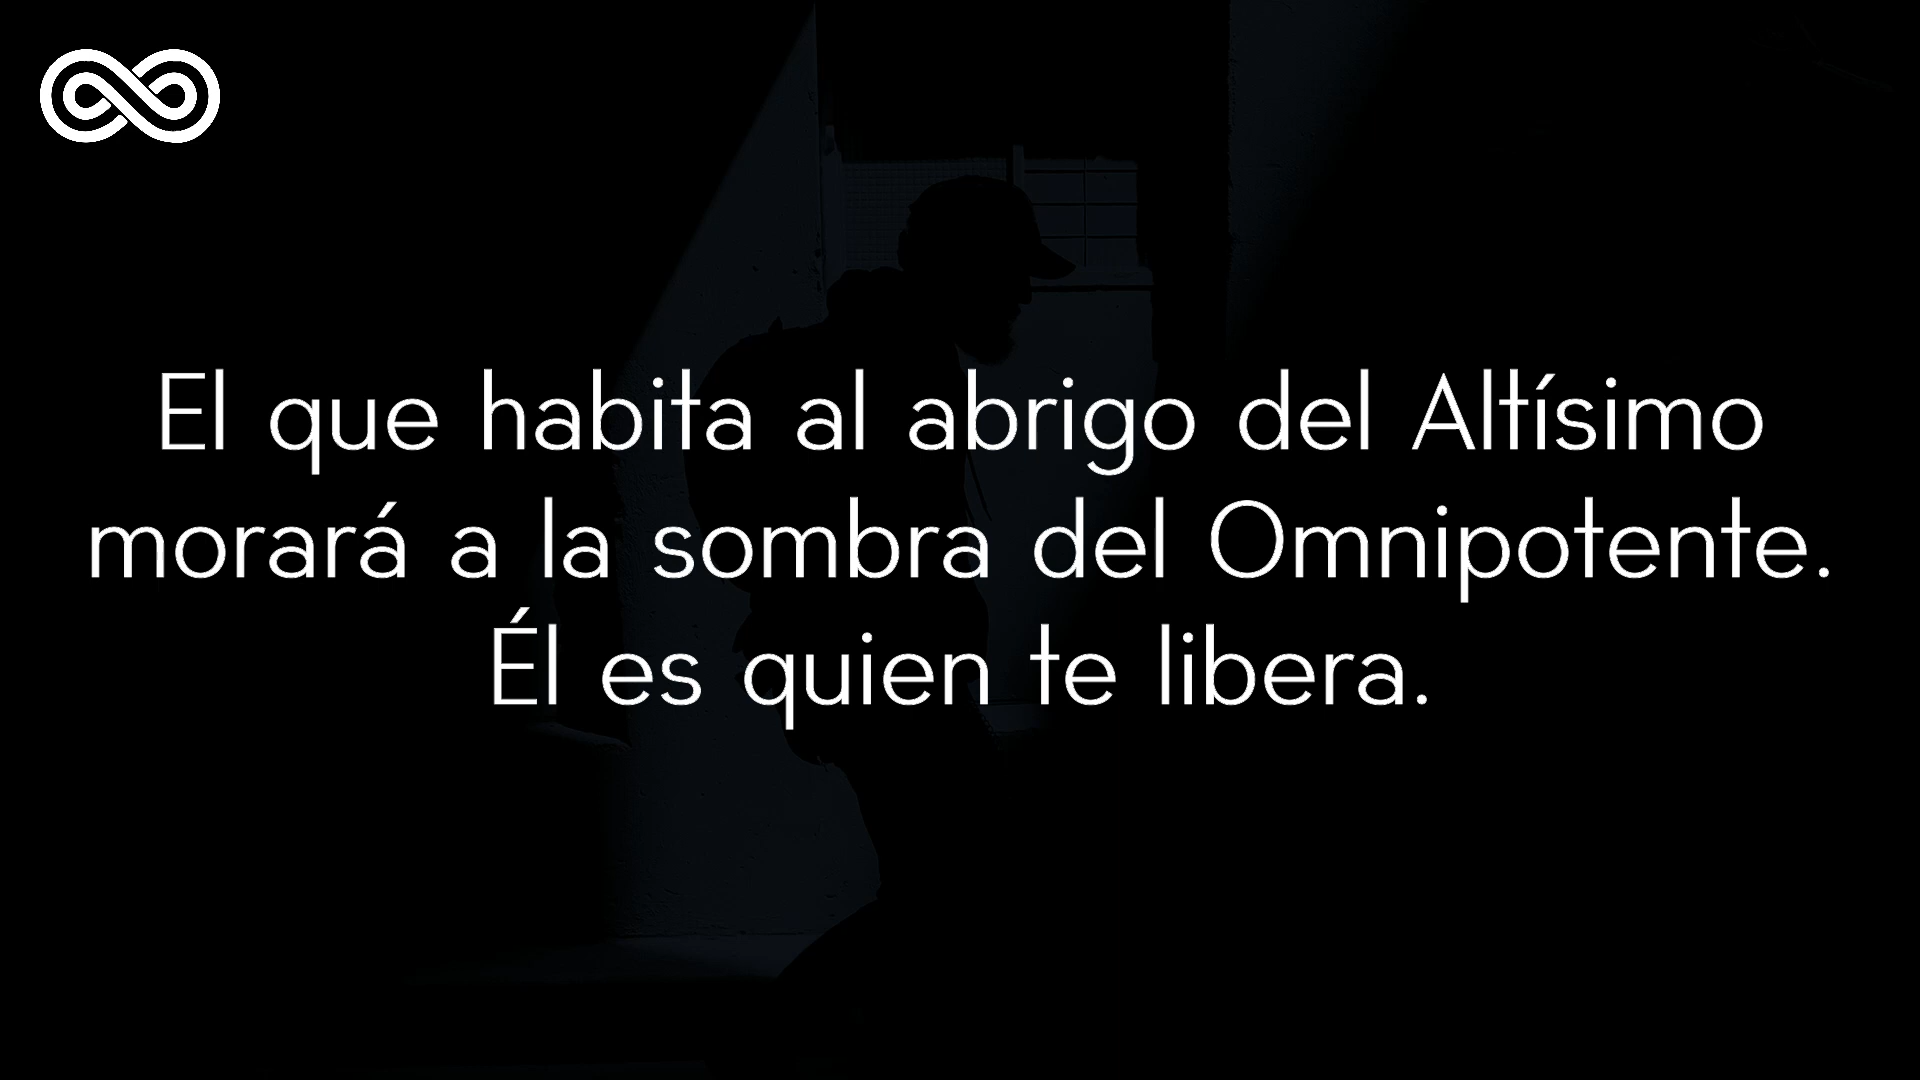 El que habita al abrigo del Altísimo
morará a la sombra del Omnipotente.
Él es quien te libera.